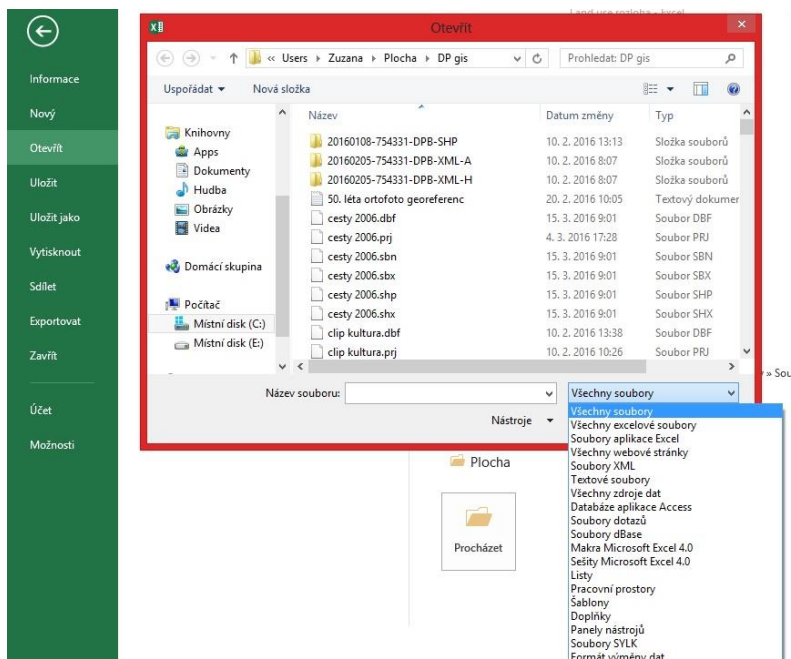 Land use rozloha - Excel
Otevřít
« Users Zuzana Plocha DP gis
Prohledat: DP gis
Uspořádat Nová složka
Informace
Nový
Otevřít
Uložit
Uložit jako
Vytisknout
Sdílet
Exportovat
Zavřít
Účet
Možnosti
Knihovny
Apps
Dokumenty
Hudba
Obrázky
Videa
Domácí skupina
Počítač
Místní disk (C:)
Místní disk (E:)
Název Datum změny Typ
20160108-754331-DPB-SHP 10. 2. 2016 13:13 Složka souborů
20160205-754331-DPB-XML-A 10. 2. 2016 8:07 Složka souborů
20160205-754331-DPB-XML-H 10. 2. 2016 8:07 Složka souborů
50. léta ortofoto georeferenc 20. 2. 2016 10:05 Textový dokumer
cesty 2006.dbf 15. 3. 2016 9:01 Soubor DBF
cesty 2006.prj 4. 3. 2016 17:28 Soubor PRJ
cesty 2006.sbn 15. 3. 2016 9:01 Soubor SBN
cesty 2006.sbx 15. 3. 2016 9:01 Soubor SBX
cesty 2006.shp 15. 3. 2016 9:01 Soubor SHP
cesty 2006.shx 15. 3. 2016 9:01 Soubor SHX
clip kultura.dbf 10. 2. 2016 13:38 Soubor DBF
clip kultura.prj 10. 2. 2016 10:26 Soubor PRJ
» Sou
Název souboru: Všechny soubory
Nástroje
Všechny soubory
Všechny excelové soubory
Soubory aplikace Excel
Všechny webové stránky
Soubory XML
Textové soubory
Všechny zdroje dat
Databáze aplikace Access
Soubory dotazů
Soubory dBase
Makra Microsoft Excel 4.0
Sešity Microsoft Excel 4.0
Listy
Pracovní prostory
Šablony
Doplňky
Panely nástrojů
Soubory SYLK
Formát výměny dat
Plocha
Procházet